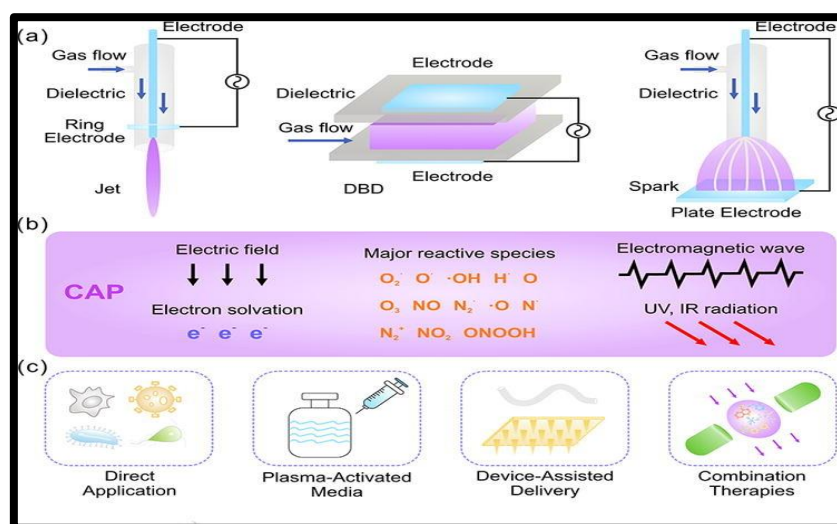 (a)
Electrode
Gas flow
Dielectric
Ring
Electrode
Jet
Electrode
Dielectric
Gas flow
DBD
Electrode
Electrode
Gas flow
Dielectric
Spark
Plate Electrode
(b)
CAP
Electric field
Electron solvation
e⁻ e⁻ e⁻
Major reactive species
O₂⁻ O⁻ ·OH H⁻ O
O₃ NO N₂⁻ ·O N⁻
N₂⁺ NO₂ ONOOH
Electromagnetic wave
UV, IR radiation
(c)
Direct
Application
Plasma-Activated
Media
Device-Assisted
Delivery
Combination
Therapies